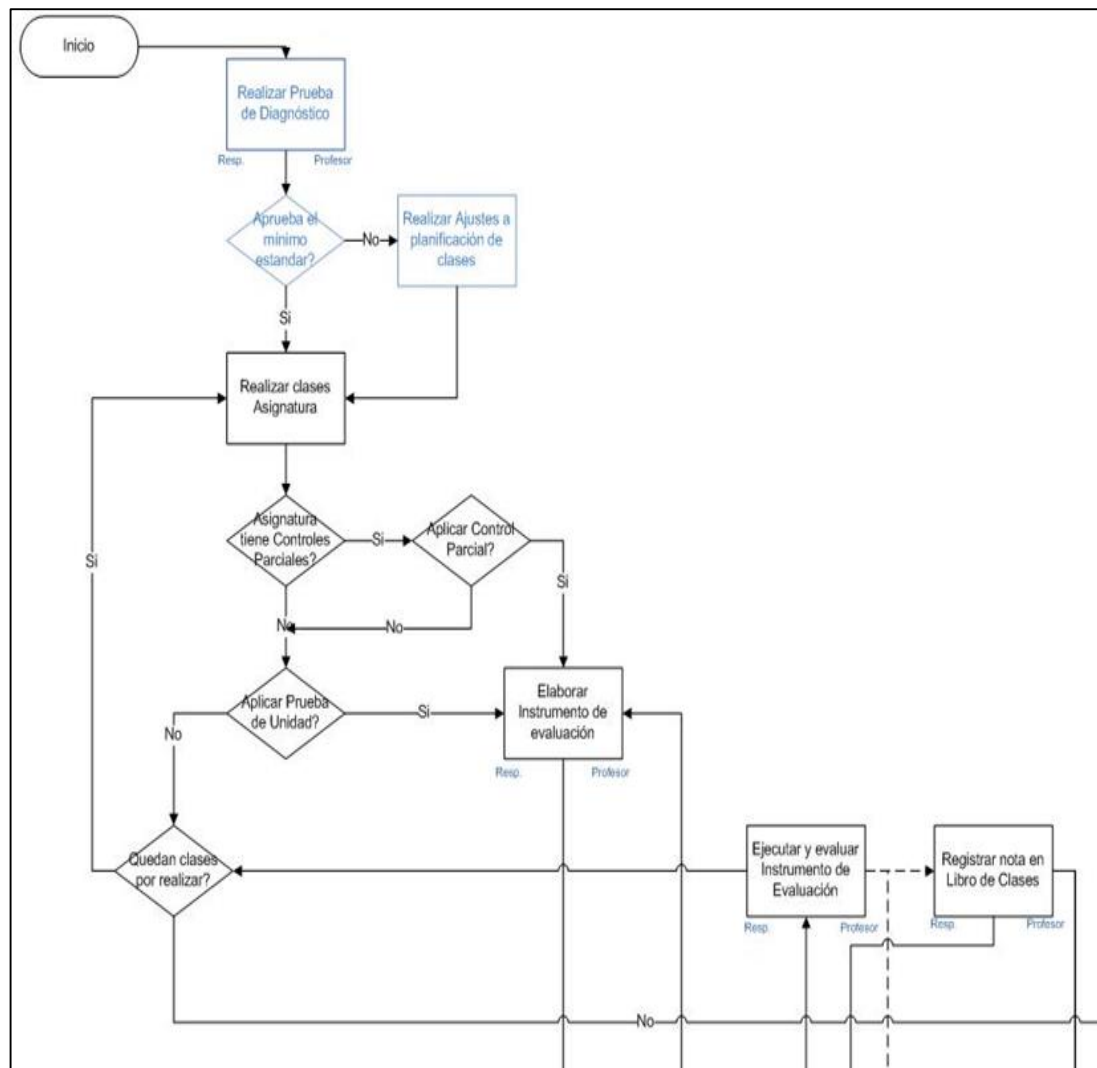 Inicio
Realizar Prueba
de Diagnóstico
Resp.
Profesor
Aprueba el
mínimo
estandar?
No
Realizar Ajustes a
planificación de
clases
Si
Realizar clases
Asignatura
Asignatura
tiene Controles
Parciales?
Si
Aplicar Control
Parcial?
Si
Si
No
No
Aplicar Prueba
de Unidad?
Si
Elaborar
Instrumento de
evaluación
Resp.
Profesor
No
Quedan clases
por realizar?
Ejecutar y evaluar
Instrumento de
Evaluación
Resp.
Profesor
Registrar nota en
Libro de Clases
Resp.
Profesor
No